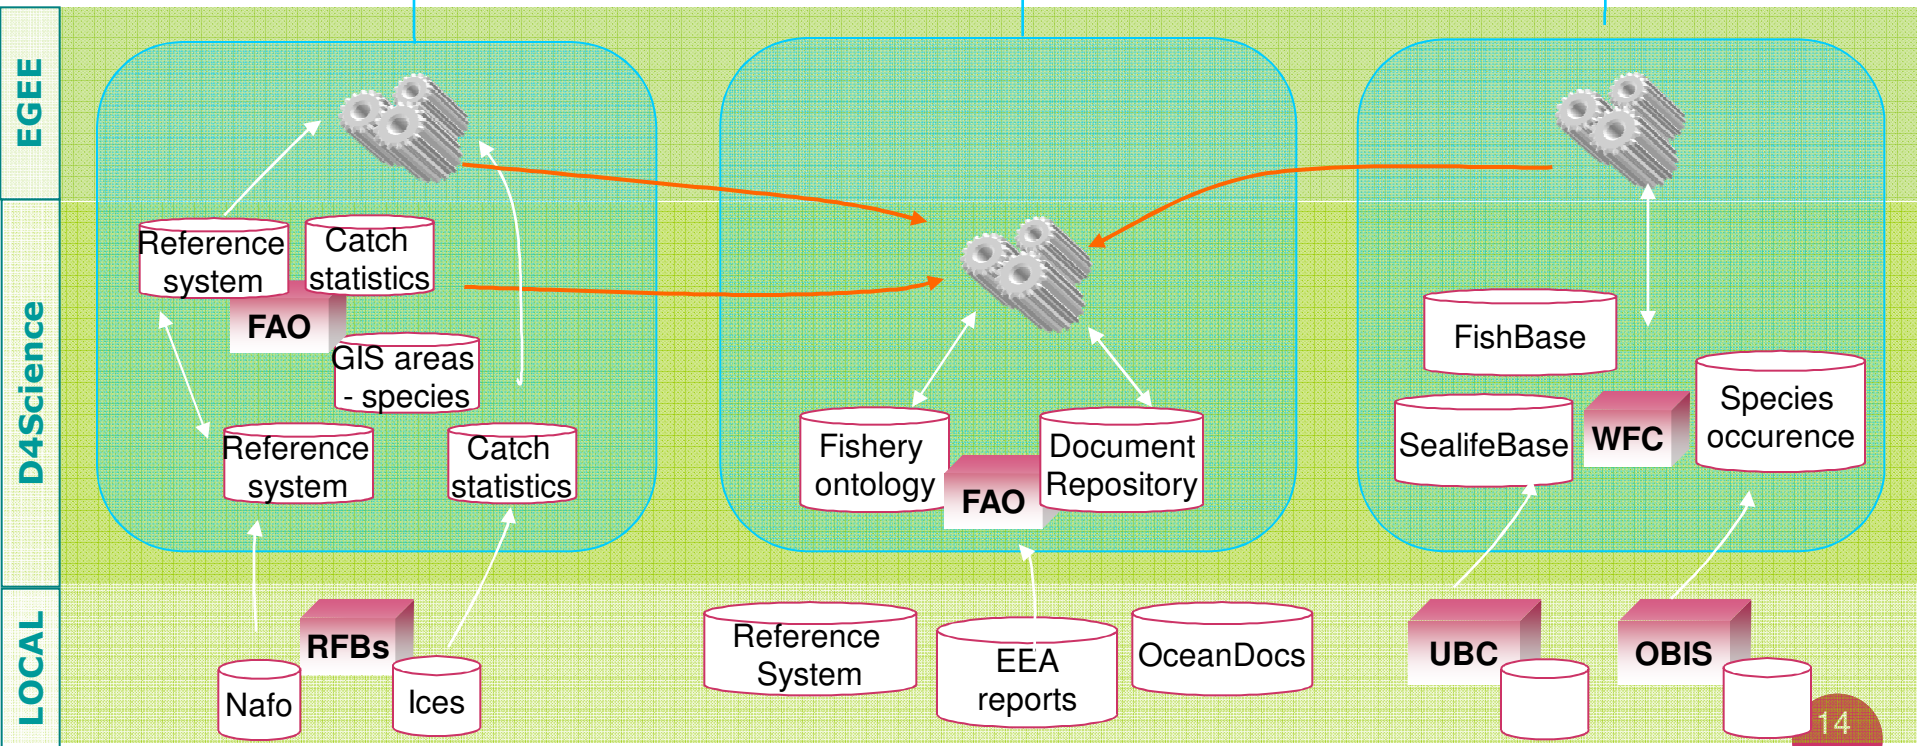 EGEE
D4Science
LOCAL
Reference
system
Catch
statistics
FAO
GIS areas
- species
Reference
system
Catch
statistics
RFBs
Nafo
Ices
Fishery
ontology
FAO
Document
Repository
Reference
System
EEA
reports
OceanDocs
FishBase
SealifeBase
WFC
Species
occurence
UBC
OBIS
14